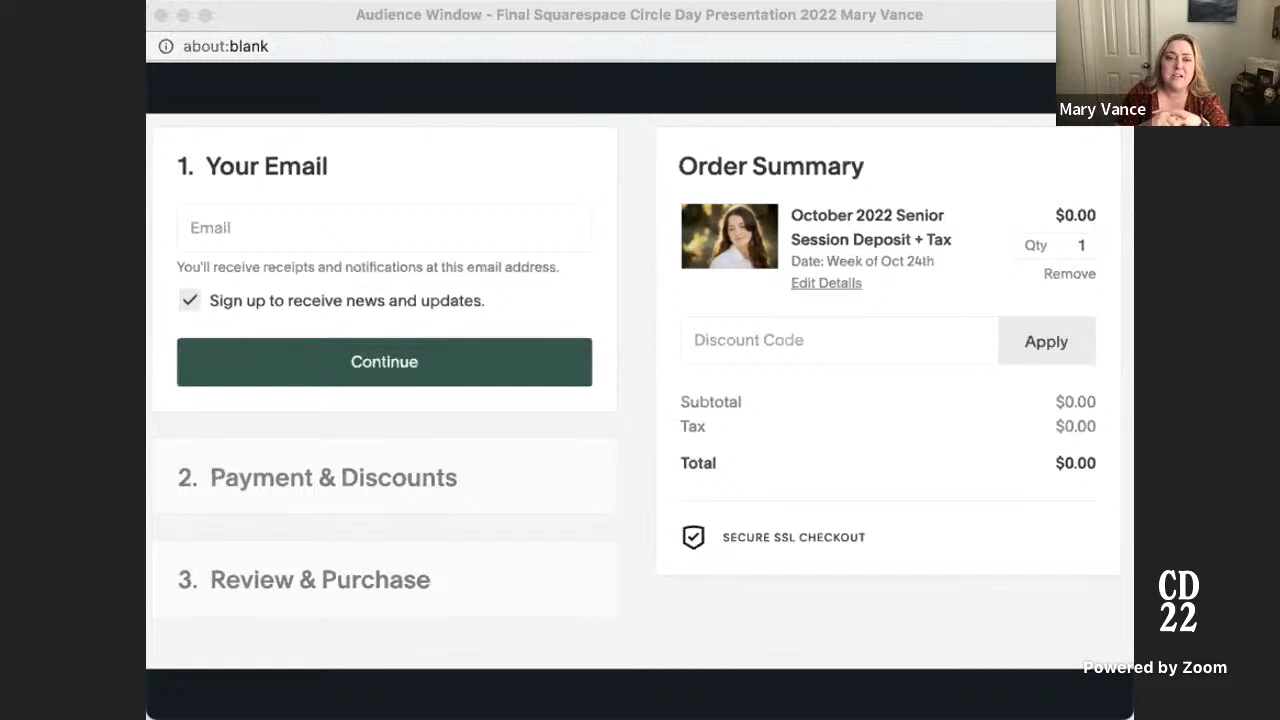 Audience Window - Final Squarespace Circle Day Presentation 2022 Mary Vance
about:blank
Mary Vance
1. Your Email
Email
You'll receive receipts and notifications at this email address.
Sign up to receive news and updates.
Continue
2. Payment & Discounts
3. Review & Purchase
Order Summary
October 2022 Senior
Session Deposit + Tax
Date: Week of Oct 24th
Edit Details
$0.00
Qty 1
Remove
Discount Code
Apply
Subtotal $0.00
Tax $0.00
Total $0.00
SECURE SSL CHECKOUT
CD
22
Powered by Zoom